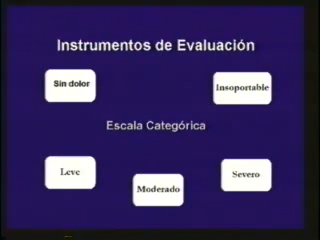 Instrumentos de Evaluación
Sin dolor
Insoportable
Escala Categórica
Leve
Moderado
Severo